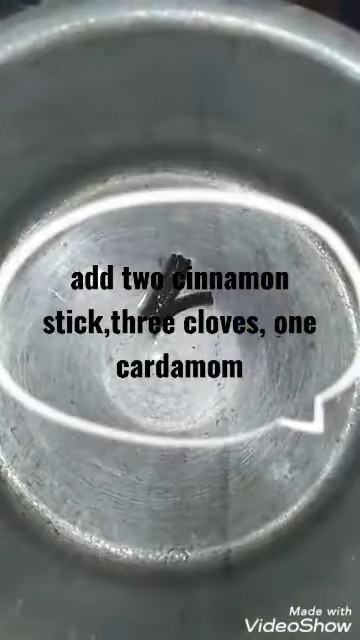 add two cinnamon
stick,three cloves, one
cardamom
Made with
VideoShow